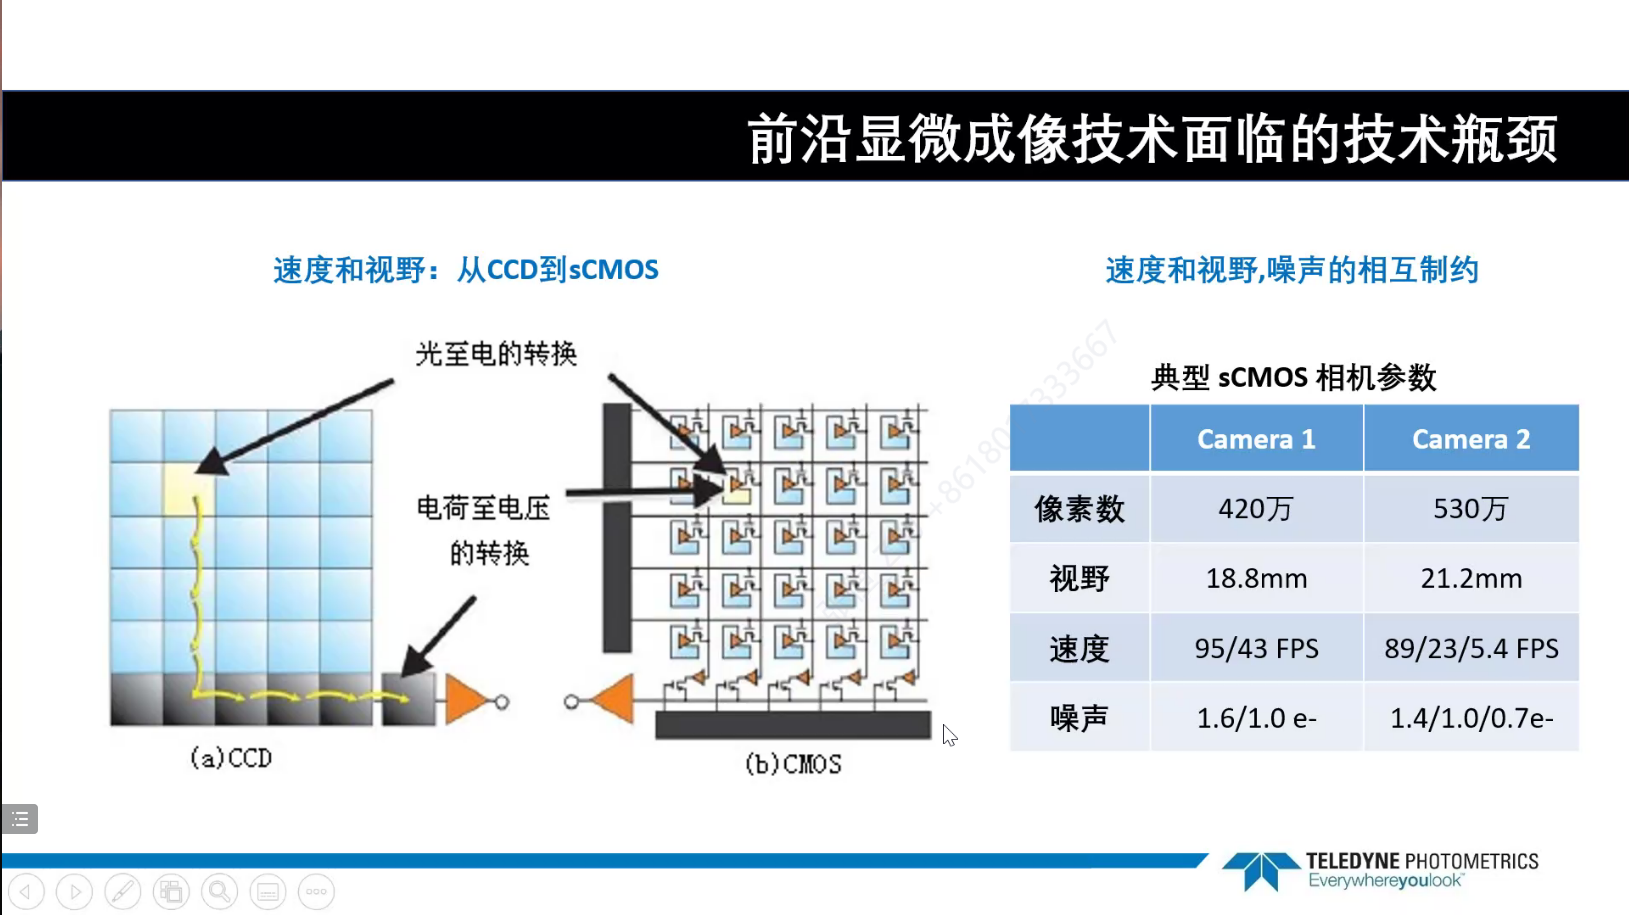 前沿显微成像技术面临的技术瓶颈
速度和视野：从CCD到sCMOS
光至电的转换
电荷至电压
的转换
(a)CCD
(b)CMOS
速度和视野,噪声的相互制约
典型 sCMOS 相机参数
Camera 1 Camera 2
像素数 420万 530万
视野 18.8mm 21.2mm
速度 95/43 FPS 89/23/5.4 FPS
噪声 1.6/1.0 e- 1.4/1.0/0.7e-
TELEDYNE PHOTOMETRICS
Everywhereyoulook™